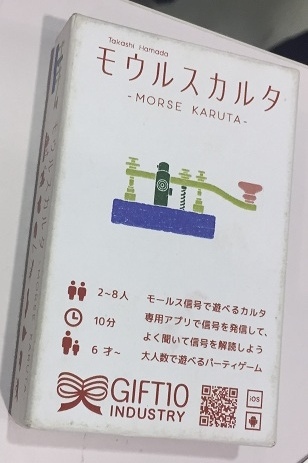 Takashi Hamada
モウルスカルタ
-MORSE KARUTA-
2~8人
10分
6才~
モールス信号で遊べるカルタ
専用アプリで信号を発信して、
よく聞いて信号を解読しよう
大人数で遊べるパーティゲーム
GIFT10
INDUSTRY
iOS